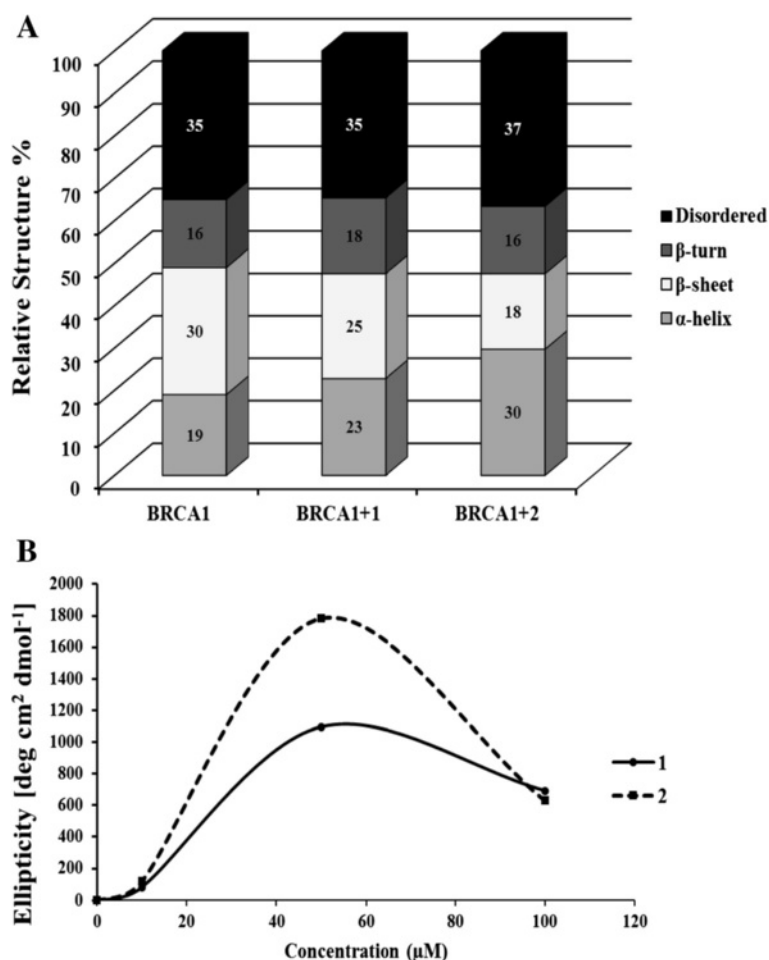 A
Relative Structure %
100
90
80
70
60
50
40
30
20
10
0
35
16
30
19
35
18
25
23
37
16
18
30
BRCA1
BRCA1+1
BRCA1+2
Disordered
β-turn
β-sheet
α-helix
B
Ellipticity [deg cm² dmol⁻¹]
2000
1800
1600
1400
1200
1000
800
600
400
200
0
0 20 40 60 80 100 120
Concentration (µM)
1
2